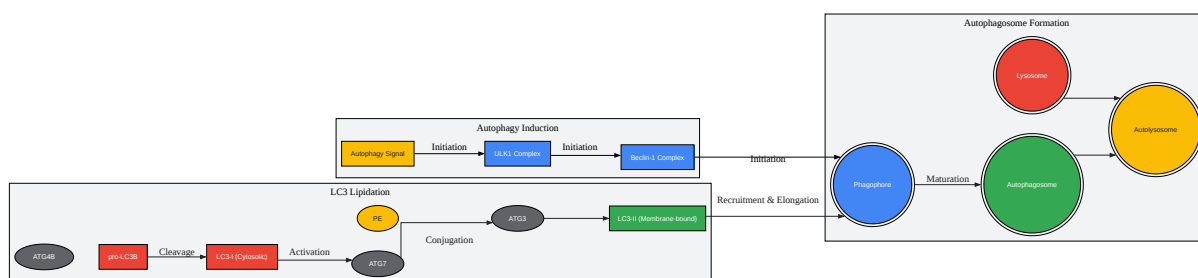 Autophagosome Formation
Lysosome
Autolysosome
Autophagy Induction
Autophagy Signal
Initiation
ULK1 Complex
Initiation
Beclin-1 Complex
Initiation
Phagophore
Maturation
Autophagosome
LC3 Lipidation
PE
ATG3
LC3-II (Membrane-bound)
Recruitment & Elongation
Conjugation
ATG4B
pro-LC3B
Cleavage
LC3-I (Cytosolic)
Activation
ATG7